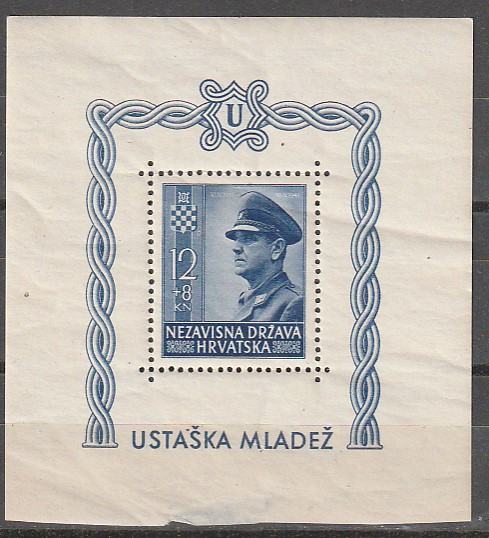 U
12
+8
KN
NEZAVISNA DRŽAVA
HRVATSKA
USTAŠKA MLADEŽ